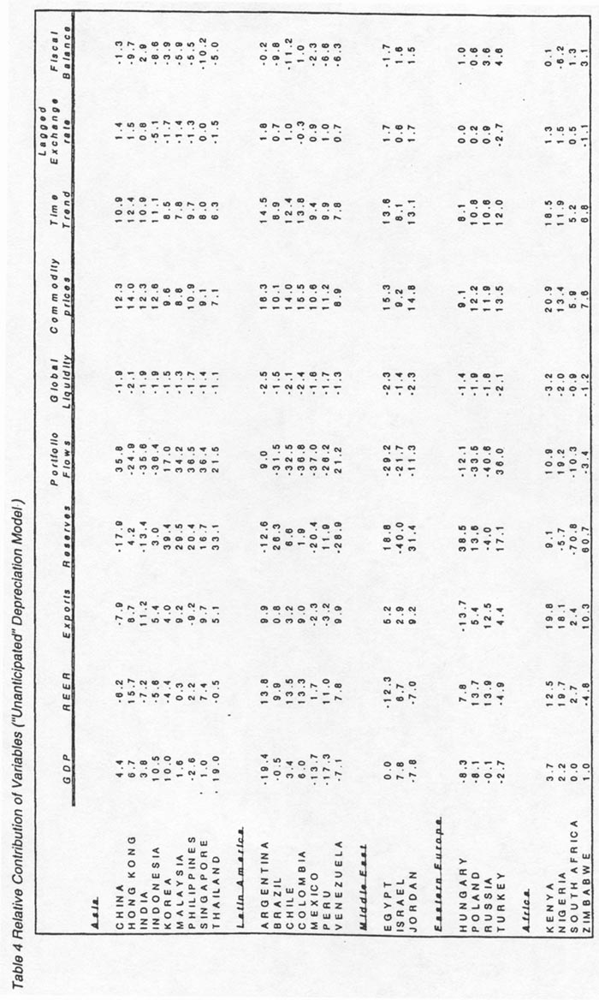 Table 4 Relative Contribution of Variables ("Unanticipated" Depreciation Model )
Lagged
Portfolio Global Commodity Time Exchange Fiscal
GDP REER Exports Reserves Flows Liquidity prices Trend rate Balance
Asia
CHINA 4.4 -6.2 -7.9 -17.9 35.8 -1.9 12.3 10.9 1.4 -1.3
HONG KONG 6.7 15.7 8.7 4.2 -24.9 -2.1 14.0 12.4 1.5 -9.7
INDIA 3.8 -7.2 11.2 -13.4 -35.6 -1.9 12.3 10.9 0.8 2.9
INDONESIA 10.5 -5.6 5.4 3.0 -36.4 -1.9 12.6 11.1 -5.1 -8.6
KOREA 10.0 -4.4 4.0 39.4 17.0 -1.5 9.6 8.5 -1.7 -3.9
MALAYSIA 1.6 0.3 9.2 29.5 34.2 -1.3 8.8 7.8 -1.4 -5.9
PHILIPPINES -2.6 2.2 -9.2 20.4 36.5 -1.7 10.9 9.7 -1.3 -5.5
SINGAPORE 1.0 7.4 9.7 16.7 36.4 -1.4 9.1 8.0 0.0 -10.2
THAILAND 19.0 -0.5 5.1 33.1 21.5 -1.1 7.1 6.3 -1.5 -5.0
Latin America
ARGENTINA -19.4 13.8 9.9 -12.6 9.0 -2.5 16.3 14.5 1.8 -0.2
BRAZIL -0.5 9.9 0.8 26.3 -31.5 -1.5 10.1 8.9 0.7 -9.8
CHILE 3.4 13.5 3.2 6.6 -32.5 -2.1 14.0 12.4 1.0 -11.2
COLOMBIA 6.0 13.3 9.0 1.9 -36.8 -2.4 15.5 13.8 -0.3 1.0
MEXICO -13.7 1.7 -2.3 -20.4 -37.0 -1.6 10.6 9.4 0.9 -2.3
PERU -17.3 11.0 -3.2 11.9 -26.2 -1.7 11.2 9.9 1.0 -6.6
VENEZUELA -7.1 7.8 9.9 -28.9 21.2 -1.3 8.9 7.8 0.7 -6.3
Middle East
EGYPT 0.0 -12.3 5.2 18.8 -29.2 -2.3 15.3 13.6 1.7 -1.7
ISRAEL 7.8 6.7 2.9 -40.0 -21.7 -1.4 9.2 8.1 0.6 1.6
JORDAN -7.8 -7.0 9.2 31.4 -11.3 -2.3 14.8 13.1 1.7 1.5
Eastern Europe
HUNGARY -8.3 7.8 -13.7 38.5 -12.1 -1.4 9.1 8.1 0.0 1.0
POLAND -8.1 13.7 5.4 13.6 -33.5 -1.9 12.2 10.8 0.2 -0.6
RUSSIA -0.1 13.9 12.5 -4.0 -40.6 -1.8 11.9 10.6 0.9 3.6
TURKEY -2.7 -4.9 4.4 17.1 36.0 -2.1 13.5 12.0 -2.7 4.6
Africa
KENYA 3.7 12.5 19.8 9.1 10.9 -3.2 20.9 18.5 1.3 0.1
NIGERIA 2.2 19.7 18.1 -5.7 19.2 -2.0 13.4 11.9 1.5 -6.2
SOUTH AFRICA 0.0 2.7 2.4 -70.8 -10.3 -0.9 5.9 5.2 0.5 1.3
ZIMBABWE 1.0 -4.8 10.3 60.7 -3.4 -1.2 7.6 6.8 -1.1 3.1